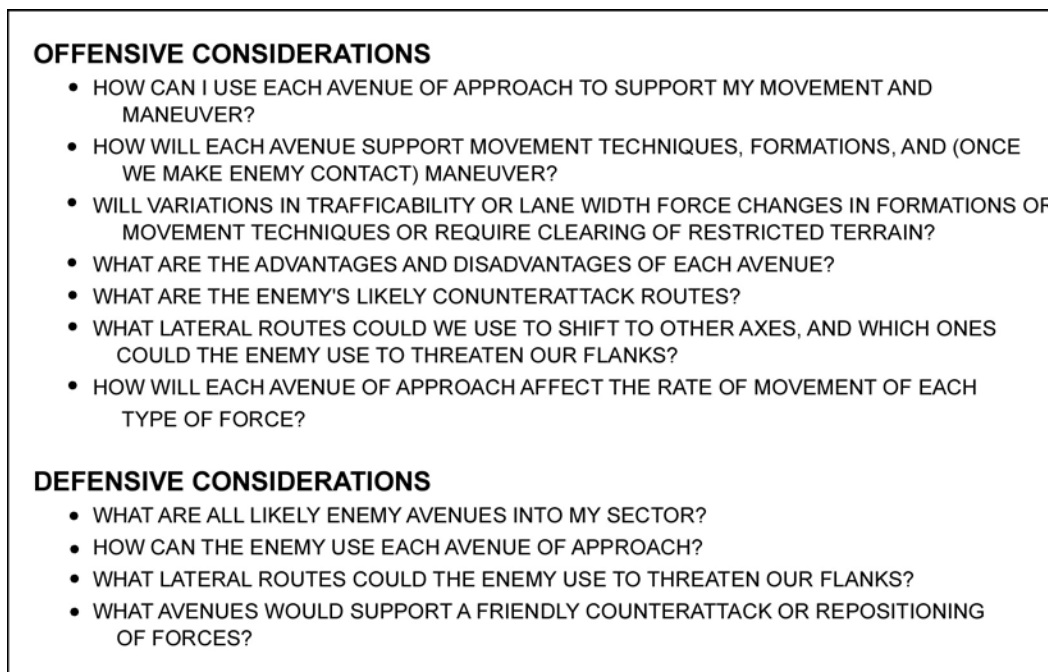 OFFENSIVE CONSIDERATIONS
• HOW CAN I USE EACH AVENUE OF APPROACH TO SUPPORT MY MOVEMENT AND
MANEUVER?
• HOW WILL EACH AVENUE SUPPORT MOVEMENT TECHNIQUES, FORMATIONS, AND (ONCE
WE MAKE ENEMY CONTACT) MANEUVER?
• WILL VARIATIONS IN TRAFFICABILITY OR LANE WIDTH FORCE CHANGES IN FORMATIONS OR
MOVEMENT TECHNIQUES OR REQUIRE CLEARING OF RESTRICTED TERRAIN?
• WHAT ARE THE ADVANTAGES AND DISADVANTAGES OF EACH AVENUE?
• WHAT ARE THE ENEMY'S LIKELY CONUNTERATTACK ROUTES?
• WHAT LATERAL ROUTES COULD WE USE TO SHIFT TO OTHER AXES, AND WHICH ONES
COULD THE ENEMY USE TO THREATEN OUR FLANKS?
• HOW WILL EACH AVENUE OF APPROACH AFFECT THE RATE OF MOVEMENT OF EACH
TYPE OF FORCE?
DEFENSIVE CONSIDERATIONS
• WHAT ARE ALL LIKELY ENEMY AVENUES INTO MY SECTOR?
• HOW CAN THE ENEMY USE EACH AVENUE OF APPROACH?
• WHAT LATERAL ROUTES COULD THE ENEMY USE TO THREATEN OUR FLANKS?
• WHAT AVENUES WOULD SUPPORT A FRIENDLY COUNTERATTACK OR REPOSITIONING
OF FORCES?